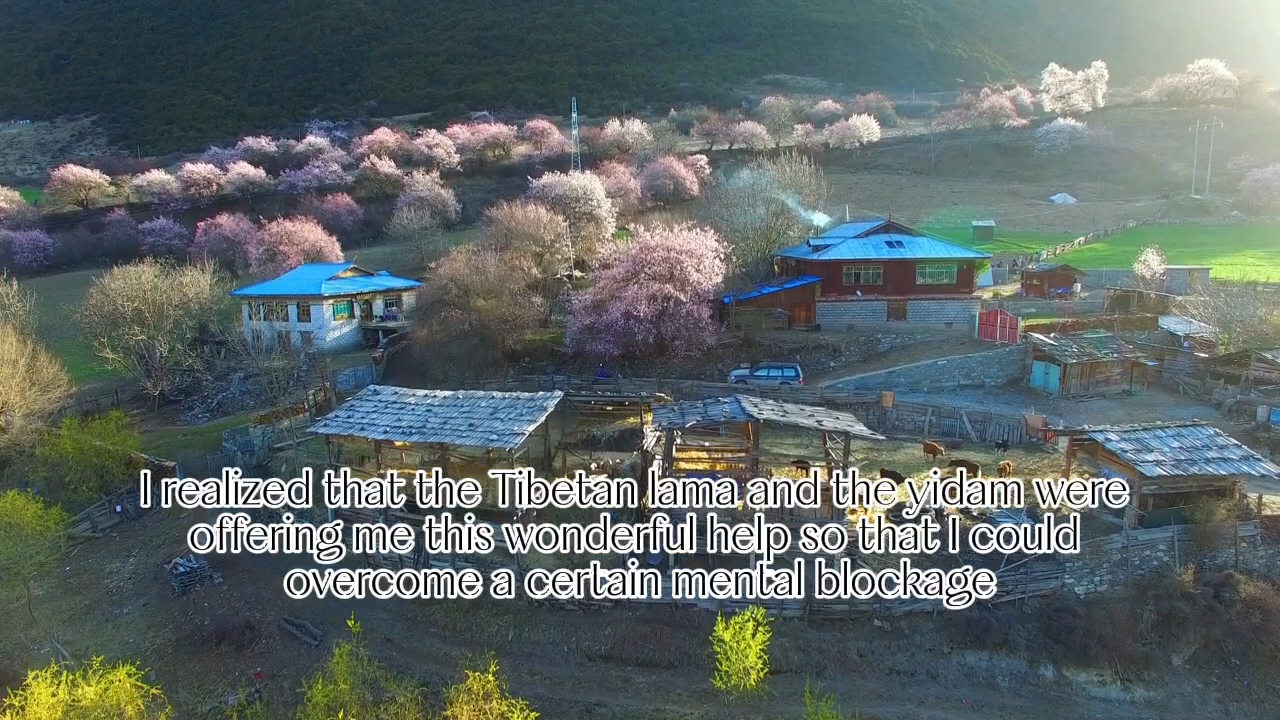 I realized that the Tibetan lama and the yidam were
offering me this wonderful help so that I could
overcome a certain mental blockage